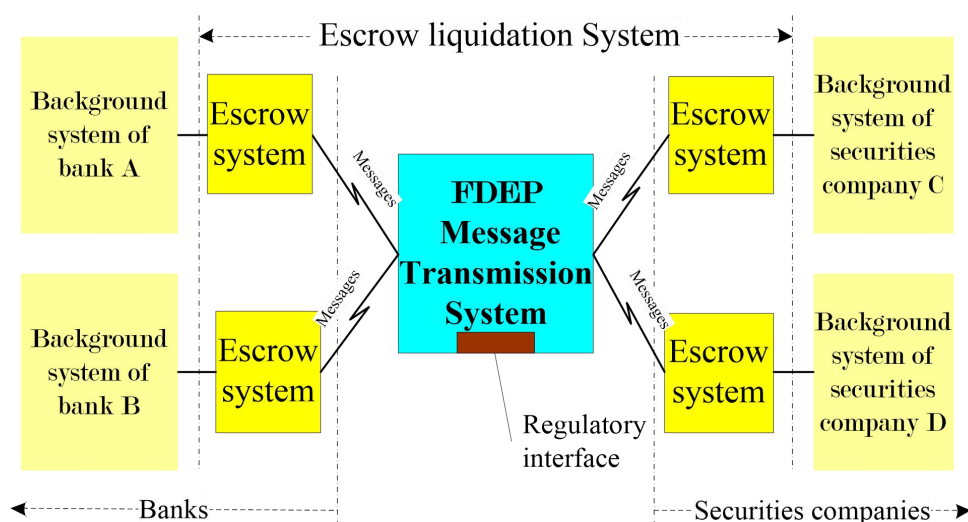 Escrow liquidation System
Background
system of
bank A
Escrow
system
Messages
FDEP
Message
Transmission
System
Messages
Escrow
system
Background
system of
securities
company C
Background
system of
bank B
Escrow
system
Messages
Messages
Escrow
system
Background
system of
securities
company D
Regulatory
interface
Banks
Securities companies